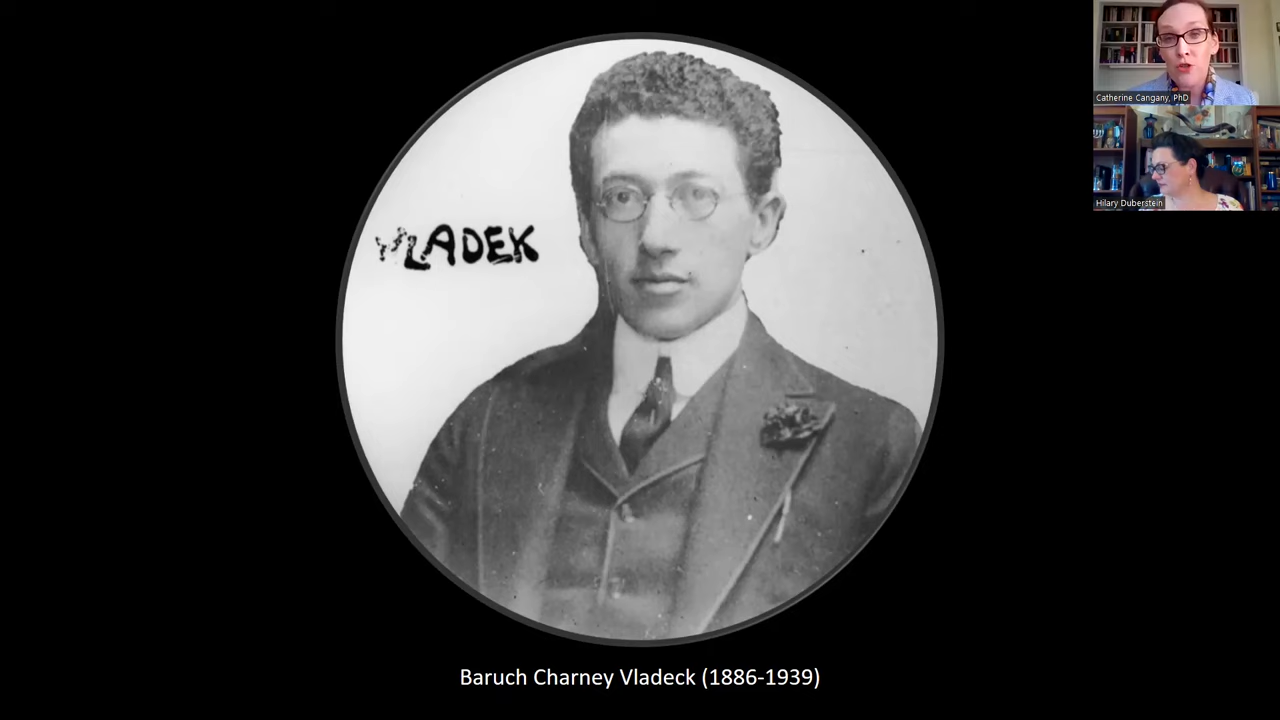 VLADEK
Baruch Charney Vladeck (1886-1939)
Catherine Cangany, PhD
Hilary Duberstein